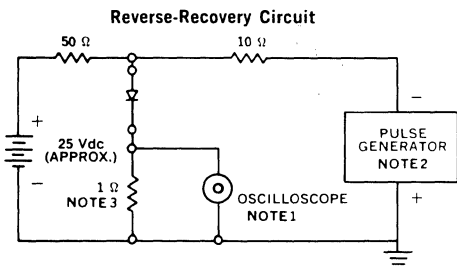 Reverse-Recovery Circuit
50 Ω
10 Ω
+
25 Vdc
(APPROX.)
−
1 Ω
NOTE 3
OSCILLOSCOPE
NOTE 1
−
PULSE
GENERATOR
NOTE 2
+